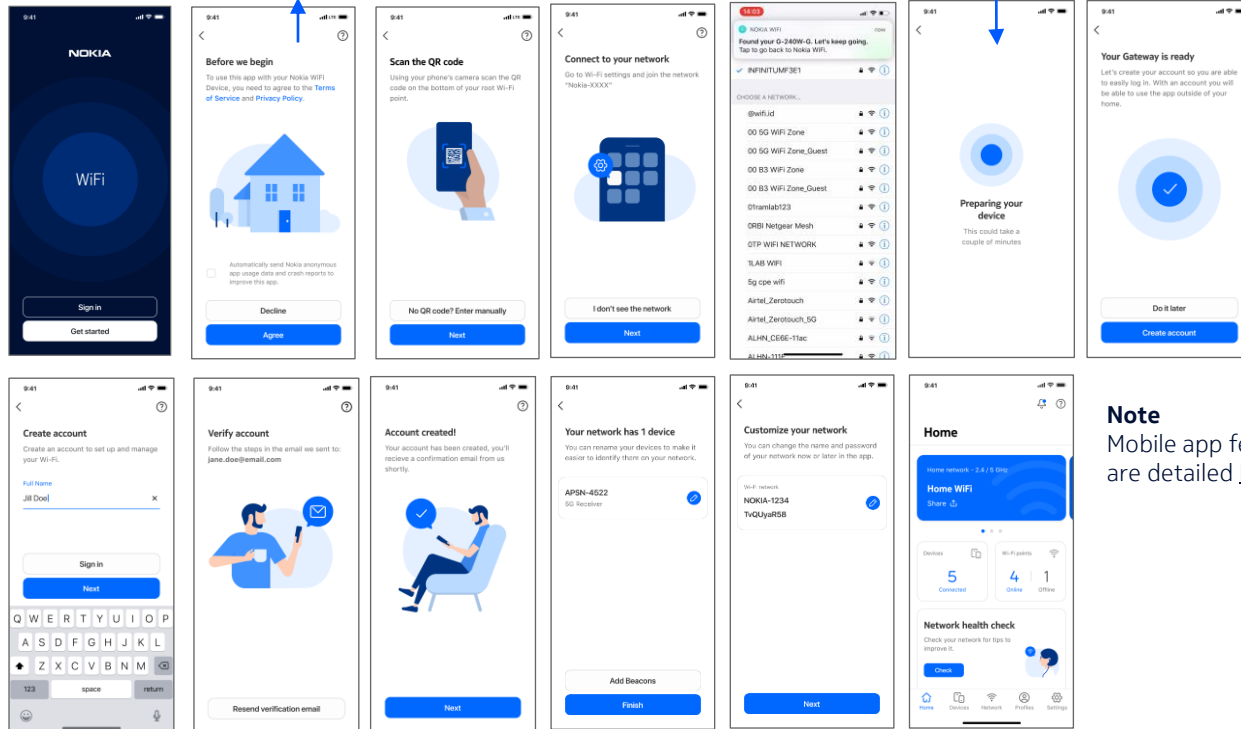 9:41
NOKIA
WiFi
Sign in
Get started
9:41
LTE
Before we begin
To use this app with your Nokia WiFi
Device, you need to agree to the Terms
of Service and Privacy Policy.
Automatically send Nokia anonymous
app usage data and crash reports to
improve this app.
Decline
Agree
9:41
LTE
Scan the QR code
Using your phone's camera scan the QR
code on the bottom of your root Wi-Fi
point.
No QR code? Enter manually
Next
9:41
Connect to your network
Go to Wi-Fi settings and join the network
"Nokia-XXXX"
I don't see the network
Next
14:03
NOKIA WIFI now
Found your G-240W-G. Let's keep going.
Tap to go back to Nokia WiFi.
INFINITUMF3E1
CHOOSE A NETWORK...
@wifi.id
00 5G WiFi Zone
00 5G WiFi Zone_Guest
00 B3 WiFi Zone
00 B3 WiFi Zone_Guest
01ramlab123
0RBI Netgear Mesh
0TP WIFI NETWORK
1LAB WIFI
5g cpe wifi
Airtel_Zerotouch
Airtel_Zerotouch_5G
ALHN_CE6E-11ac
9:41
Preparing your
device
This could take a
couple of minutes
9:41
Your Gateway is ready
Let's create your account so you are able
to easily log in. With an account you will
be able to use the app outside of your
home.
Do it later
Create account
9:41
Create account
Create an account to set up and manage
your Wi-Fi.
Full Name
Jill Doe
Sign in
Next
Q W E R T Y U I O P
A S D F G H J K L
Z X C V B N M
123 space return
9:41
Verify account
Follow the steps in the email we sent to:
jane.doe@email.com
Resend verification email
9:41
Account created!
Your account has been created, you'll
recieve a confirmation email from us
shortly.
Next
9:41
Your network has 1 device
You can rename your devices to make it
easier to identify them on your network.
APSN-4522
5G Receiver
Add Beacons
Finish
9:41
Customize your network
You can change the name and password
of your network now or later in the app.
Wi-Fi network
NOKIA-1234
TvQUyaR58
Next
9:41
Home
Home network - 2.4 / 5 GHz
Home WiFi
Share
Devices
5
Connected
Wi-Fi points
4 1
Online Offline
Network health check
Check your network for tips to
improve it.
Check
Home Devices Network Profiles Settings
Note
Mobile app
are detailed